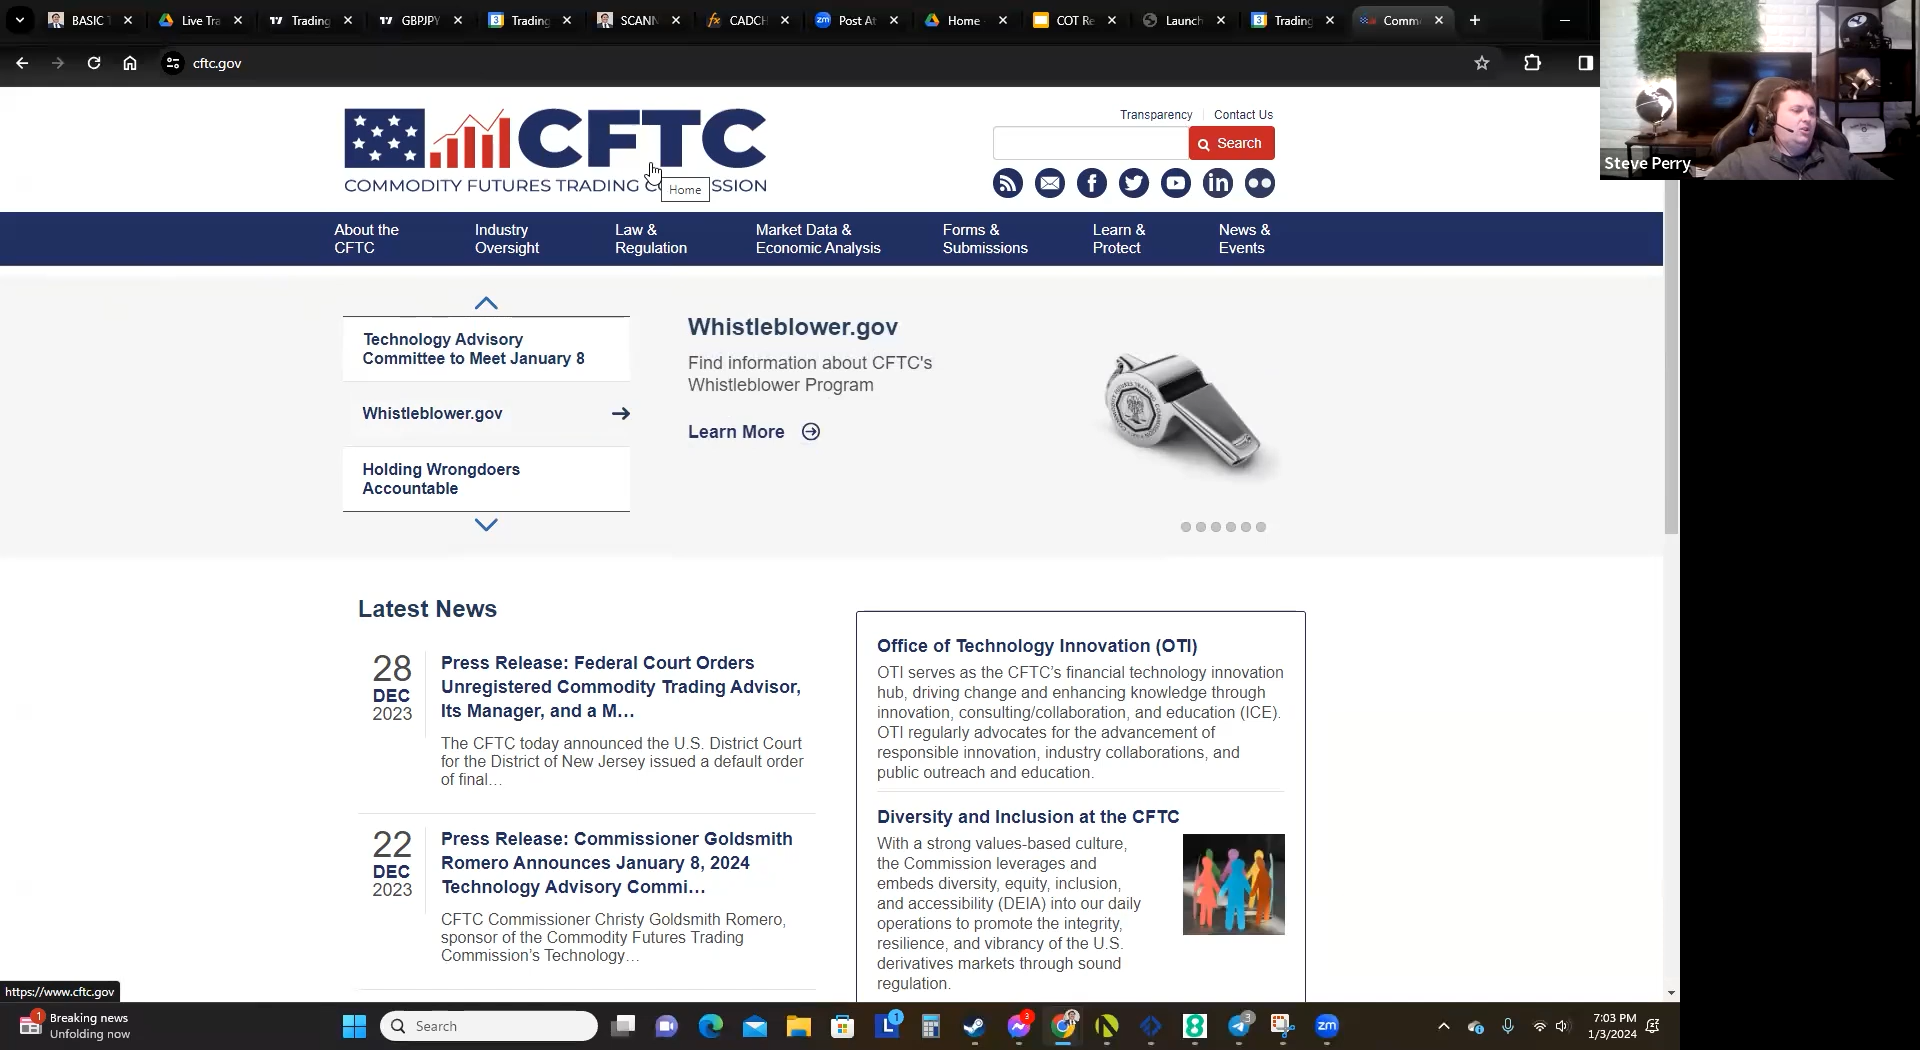 BASIC T
Live Tra
Trading
GBPJPY
Trading
SCANN
CADCH
Post At
Home
COT Re
Launch
Trading
Comm
cftc.gov
Steve Perry
CFTC
COMMODITY FUTURES TRADING C SSION
Home
Transparency
Contact Us
Search
About the
CFTC
Industry
Oversight
Law &
Regulation
Market Data &
Economic Analysis
Forms &
Submissions
Learn &
Protect
News &
Events
Technology Advisory
Committee to Meet January 8
Whistleblower.gov
Holding Wrongdoers
Accountable
Whistleblower.gov
Find information about CFTC's
Whistleblower Program
Learn More
Latest News
28
DEC
2023
Press Release: Federal Court Orders
Unregistered Commodity Trading Advisor,
Its Manager, and a M…
The CFTC today announced the U.S. District Court
for the District of New Jersey issued a default order
of final…
22
DEC
2023
Press Release: Commissioner Goldsmith
Romero Announces January 8, 2024
Technology Advisory Commi…
CFTC Commissioner Christy Goldsmith Romero,
sponsor of the Commodity Futures Trading
Commission's Technology…
Office of Technology Innovation (OTI)
OTI serves as the CFTC's financial technology innovation
hub, driving change and enhancing knowledge through
innovation, consulting/collaboration, and education (ICE).
OTI regularly advocates for the advancement of
responsible innovation, industry collaborations, and
public outreach and education.
Diversity and Inclusion at the CFTC
With a strong values-based culture,
the Commission leverages and
embeds diversity, equity, inclusion,
and accessibility (DEIA) into our daily
operations to promote the integrity,
resilience, and vibrancy of the U.S.
derivatives markets through sound
regulation.
https://www.cftc.gov
1
Breaking news
Unfolding now
Search
1
3
3
zm
7:03 PM
1/3/2024